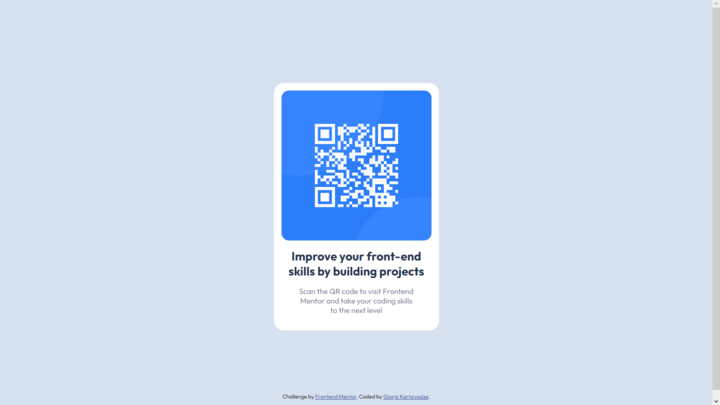 Improve your front-end
skills by building projects
Scan the QR code to visit Frontend
Mentor and take your coding skills
to the next level
Challenge by Frontend Mentor. Coded by Giorgi Kartsivadze.